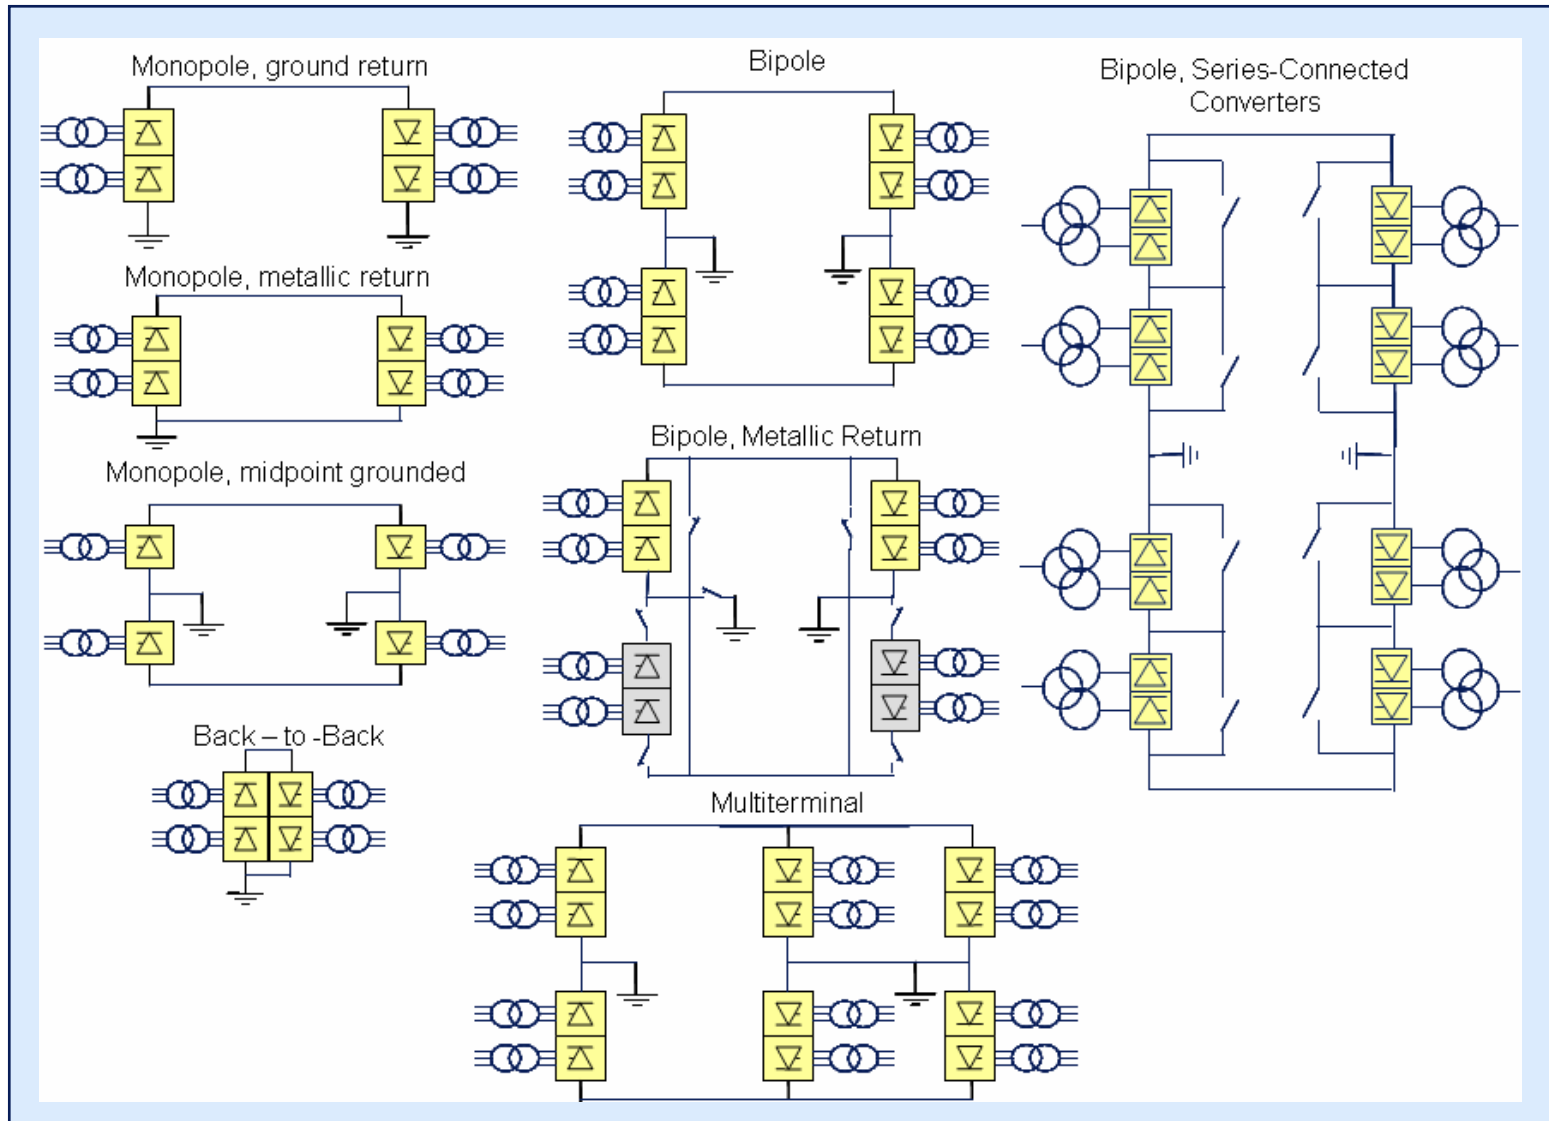 Monopole, ground return
Bipole
Bipole, Series-Connected
Converters
Monopole, metallic return
Bipole, Metallic Return
Monopole, midpoint grounded
Back – to -Back
Multiterminal